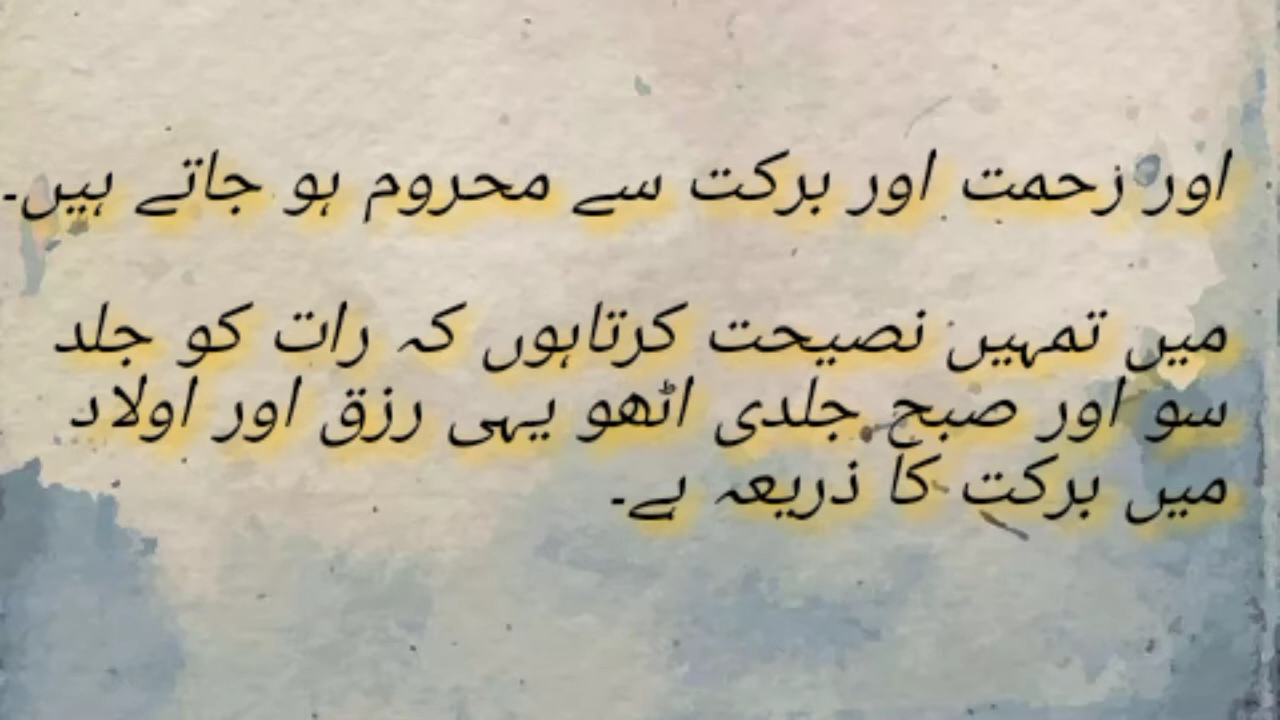 اور زحمت اور برکت سے محروم ہو جاتے ہیں۔
میں تمہیں نصیحت کرتاہوں کہ رات کو جلد
سو اور صبح جلدی اٹھو یہی رزق اور اولاد
میں برکت کا ذریعہ ہے۔